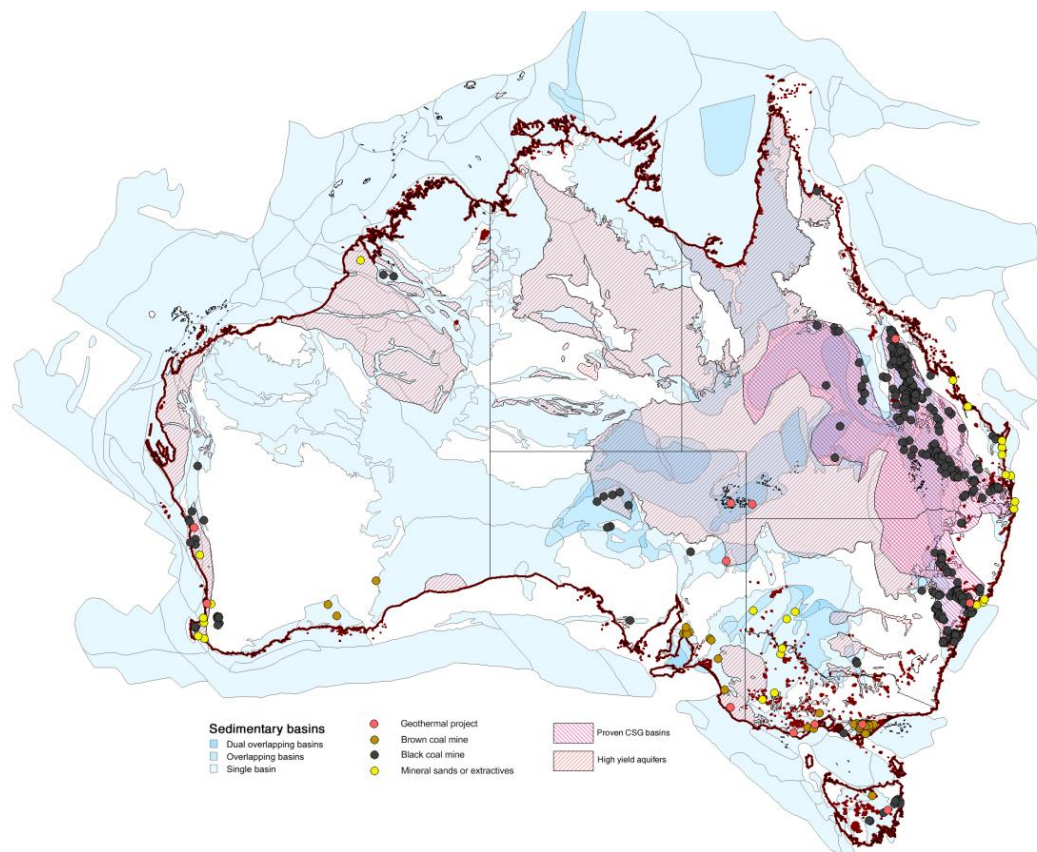 Sedimentary basins
Dual overlapping basins
Overlapping basins
Single basin
Geothermal project
Brown coal mine
Black coal mine
Mineral sands or extractives
Proven CSG basins
High yield aquifers